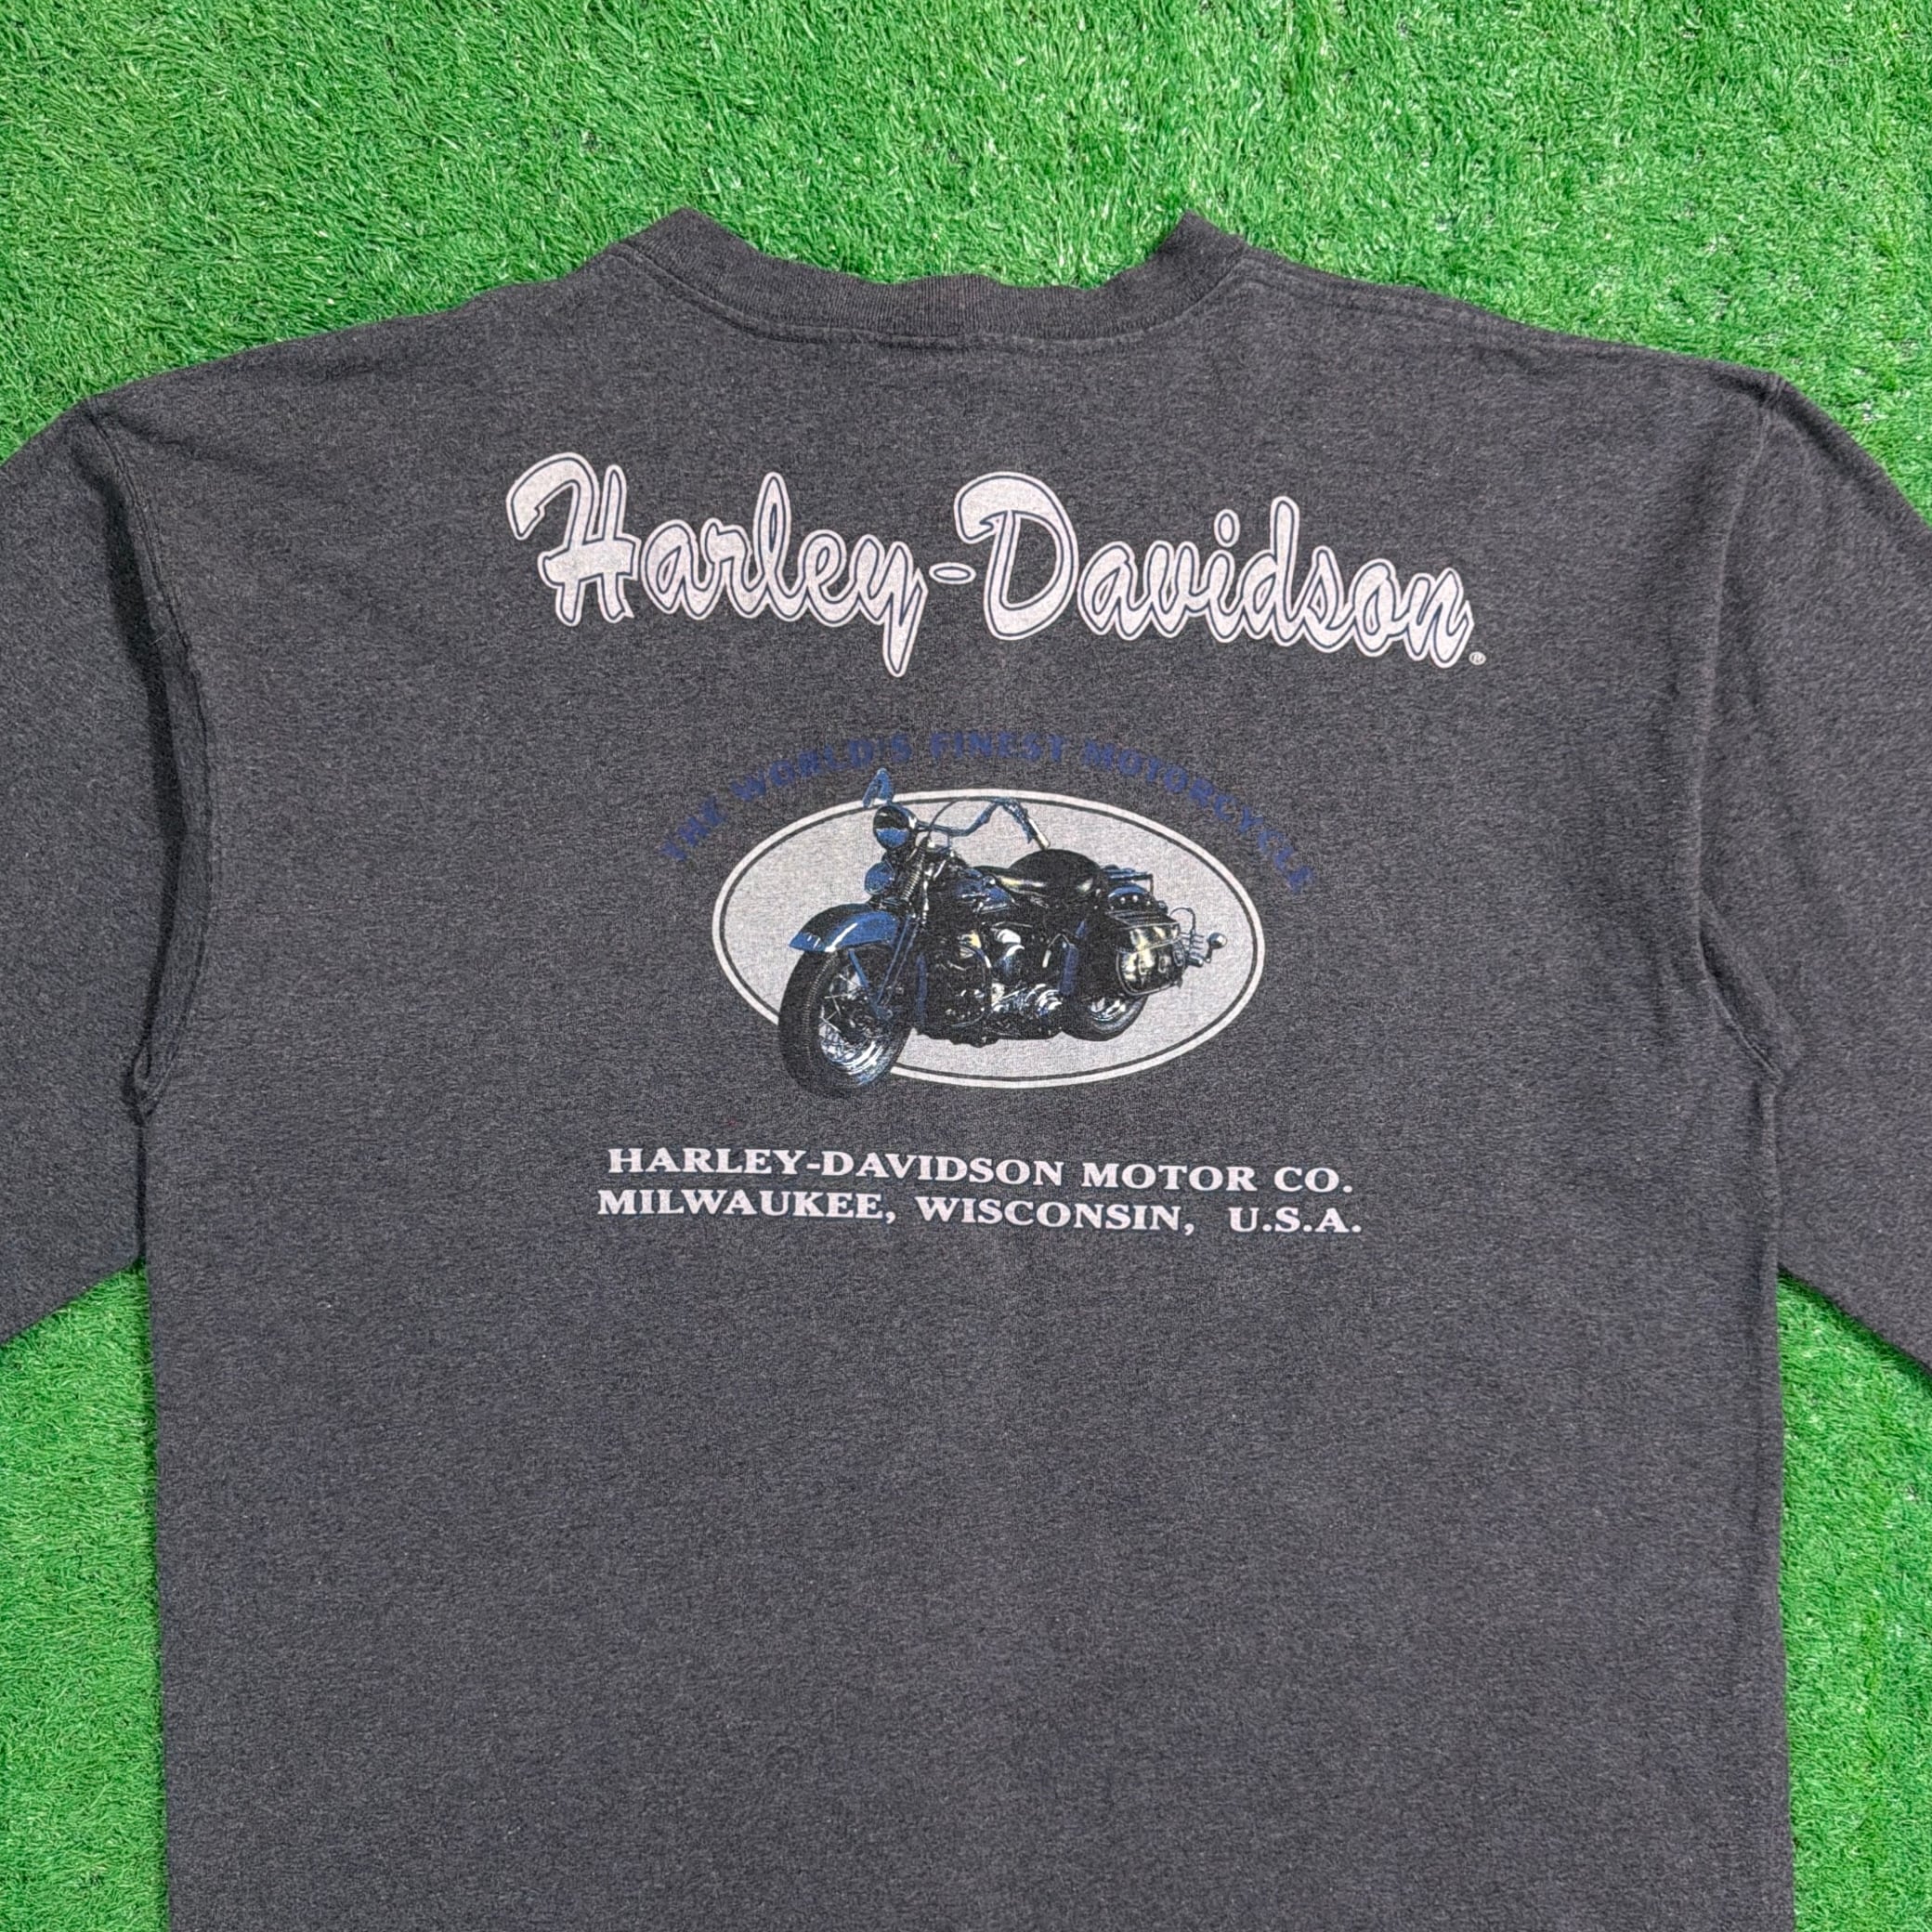 Harley-Davidson®
THE WORLD'S FINEST MOTORCYCLE
HARLEY-DAVIDSON MOTOR CO.
MILWAUKEE, WISCONSIN, U.S.A.